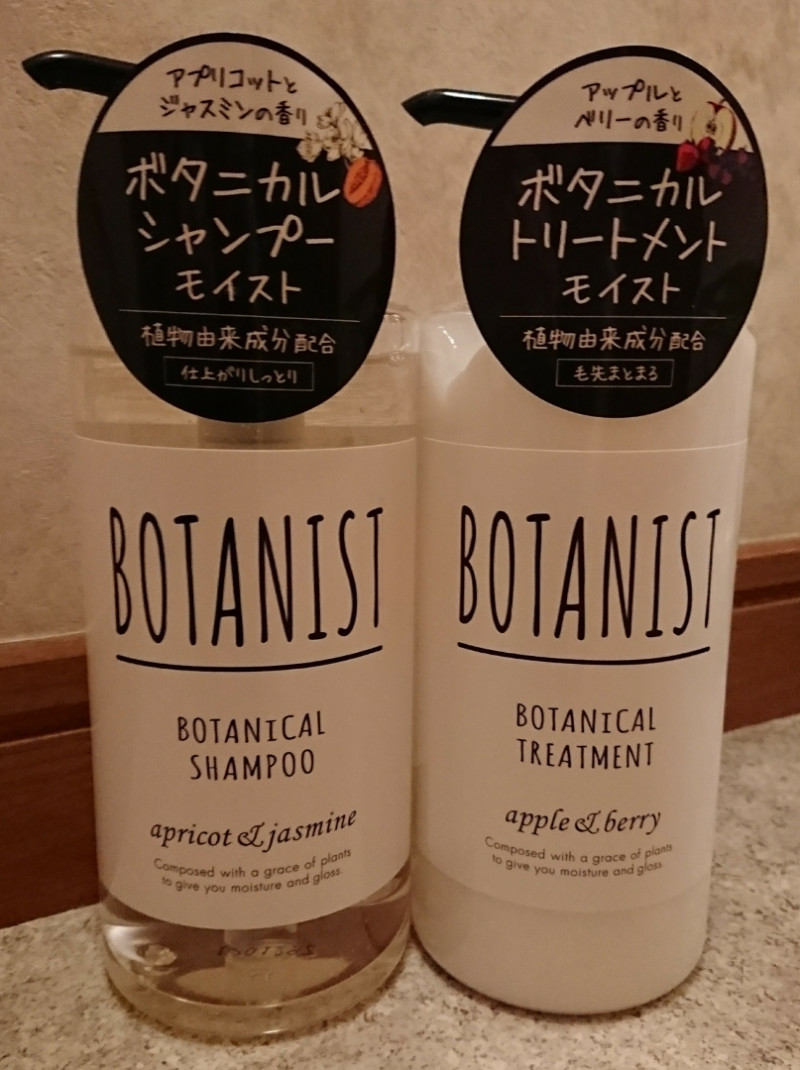 アプリコットと
ジャスミンの香り
ボタニカル
シャンプー
モイスト
植物由来成分配合
仕上がりしっとり
BOTANIST
BOTANICAL
SHAMPOO
apricot & jasmine
Composed with a grace of plants
to give you moisture and gloss.
アップルと
ベリーの香り
ボタニカル
トリートメント
モイスト
植物由来成分配合
毛先まとまる
BOTANIST
BOTANICAL
TREATMENT
apple & berry
Composed with a grace of plants
to give you moisture and gloss.